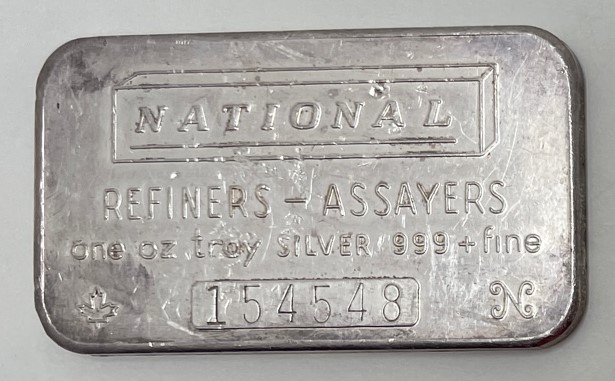 NATIONAL
REFINERS - ASSAYERS
one oz troy SILVER 999+ fine
154548 N